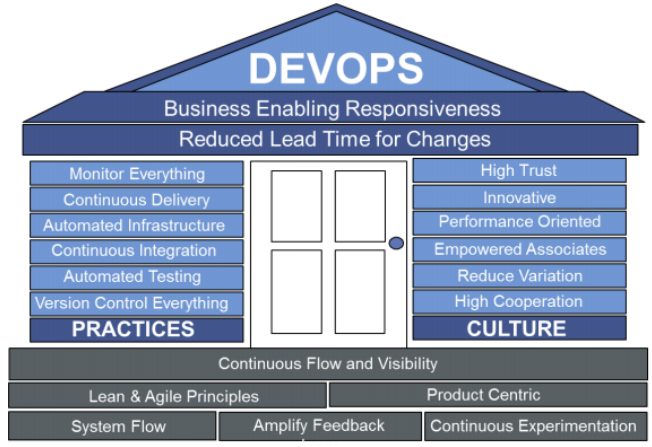 DEVOPS
Business Enabling Responsiveness
Reduced Lead Time for Changes
Monitor Everything
Continuous Delivery
Automated Infrastructure
Continuous Integration
Automated Testing
Version Control Everything
PRACTICES
High Trust
Innovative
Performance Oriented
Empowered Associates
Reduce Variation
High Cooperation
CULTURE
Continuous Flow and Visibility
Lean & Agile Principles
Product Centric
System Flow
Amplify Feedback
Continuous Experimentation